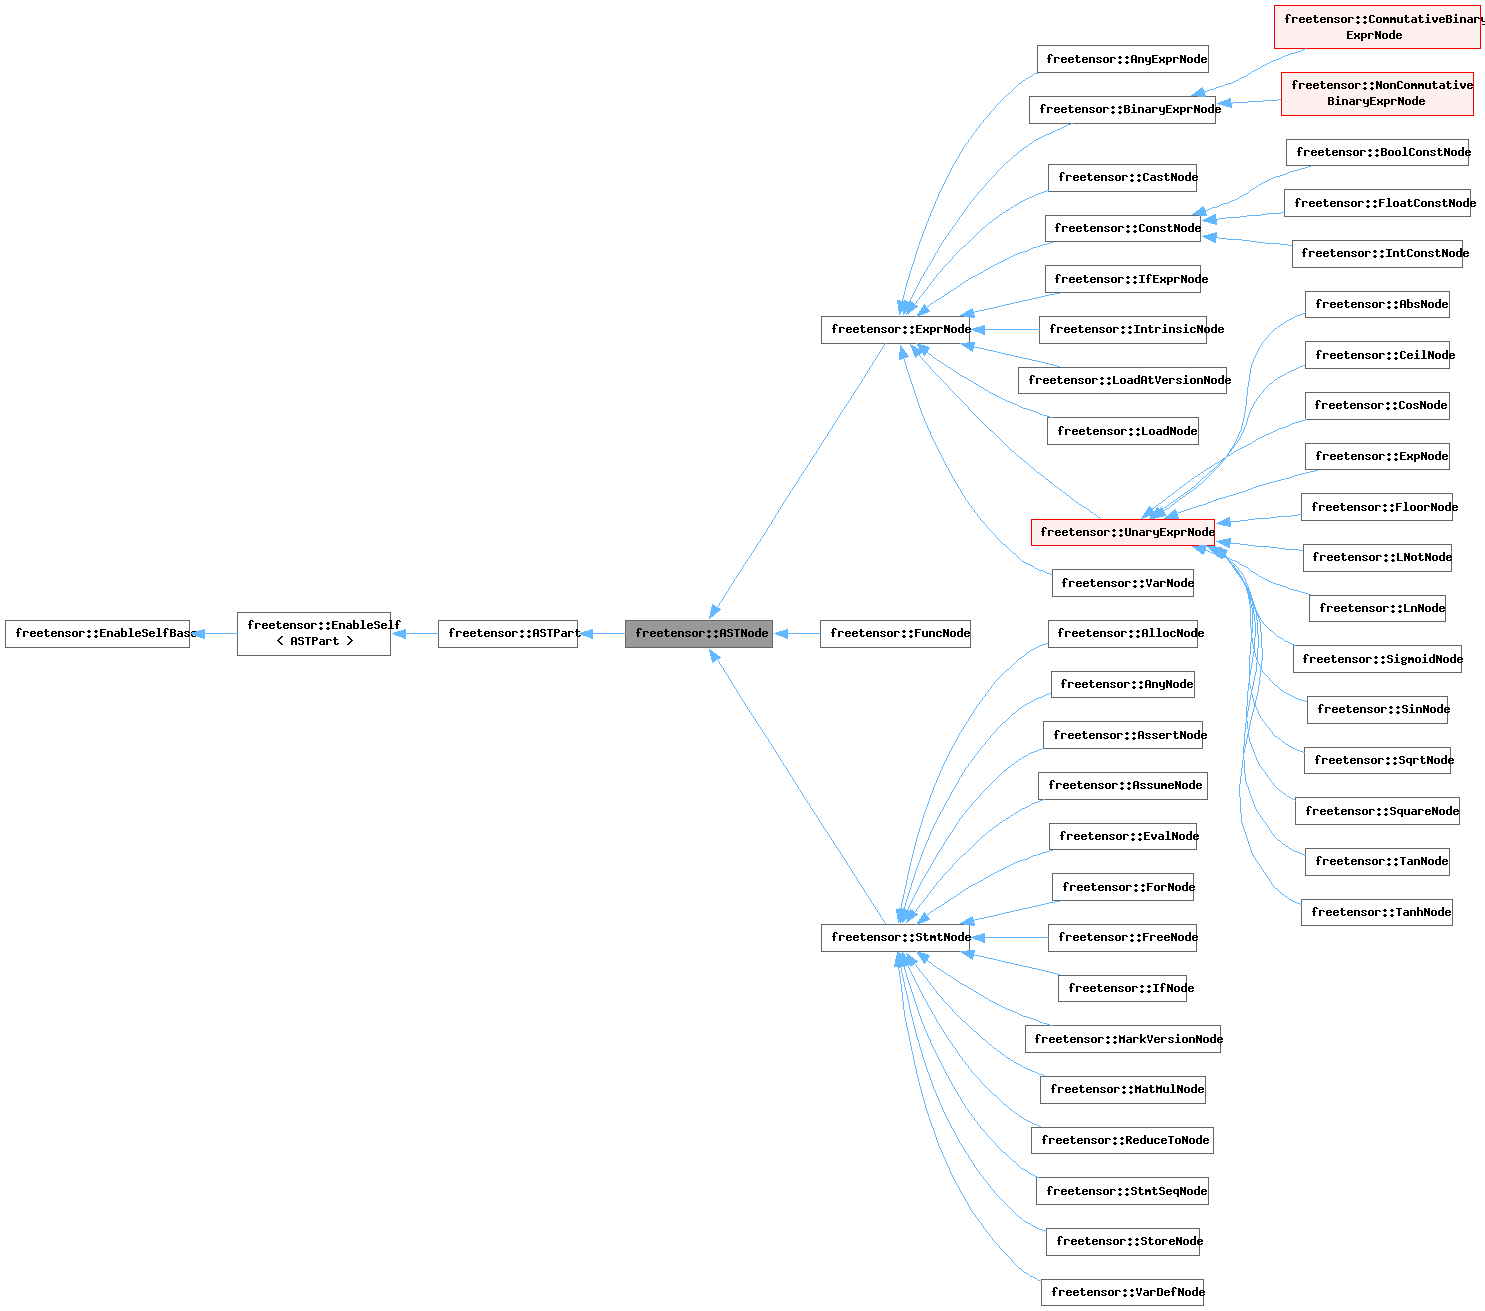 freetensor::CommutativeBinary
ExprNode
freetensor::AnyExprNode
freetensor::NonCommutative
BinaryExprNode
freetensor::BinaryExprNode
freetensor::BoolConstNode
freetensor::CastNode
freetensor::FloatConstNode
freetensor::ConstNode
freetensor::IntConstNode
freetensor::IfExprNode
freetensor::AbsNode
freetensor::ExprNode
freetensor::IntrinsicNode
freetensor::CeilNode
freetensor::LoadAtVersionNode
freetensor::CosNode
freetensor::LoadNode
freetensor::ExpNode
freetensor::FloorNode
freetensor::UnaryExprNode
freetensor::LNotNode
freetensor::VarNode
freetensor::LnNode
freetensor::EnableSelfBase
freetensor::EnableSelf
< ASTPart >
freetensor::ASTPart
freetensor::ASTNode
freetensor::FuncNode
freetensor::AllocNode
freetensor::SigmoidNode
freetensor::AnyNode
freetensor::SinNode
freetensor::AssertNode
freetensor::SqrtNode
freetensor::AssumeNode
freetensor::SquareNode
freetensor::EvalNode
freetensor::TanNode
freetensor::ForNode
freetensor::TanhNode
freetensor::StmtNode
freetensor::FreeNode
freetensor::IfNode
freetensor::MarkVersionNode
freetensor::MatMulNode
freetensor::ReduceToNode
freetensor::StmtSeqNode
freetensor::StoreNode
freetensor::VarDefNode